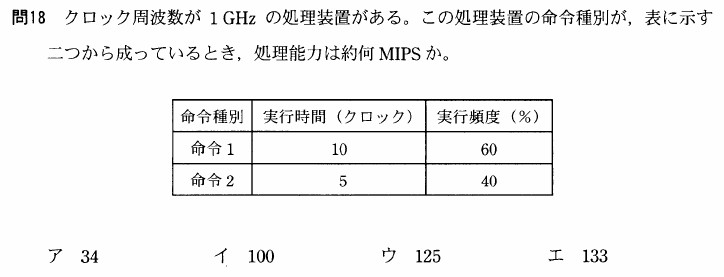 問18 クロック周波数が 1 GHz の処理装置がある。この処理装置の命令種別が，表に示す
二つから成っているとき，処理能力は約何 MIPS か。
命令種別 実行時間（クロック） 実行頻度（%）
命令 1 10 60
命令 2 5 40
ア 34 イ 100 ウ 125 エ 133